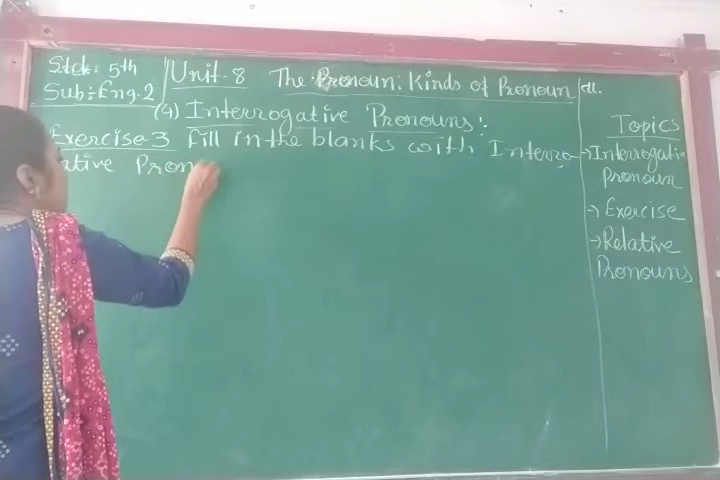 Std: 5th
Sub: Eng-2
Unit-8 The Pronoun: Kinds of Pronoun
(4) Interrogative Pronouns:
Exercise-3 Fill in the blanks with Interro-
ative Pron
Topics
→ Interrogative
Pronoun
→ Exercise
→ Relative
Pronouns